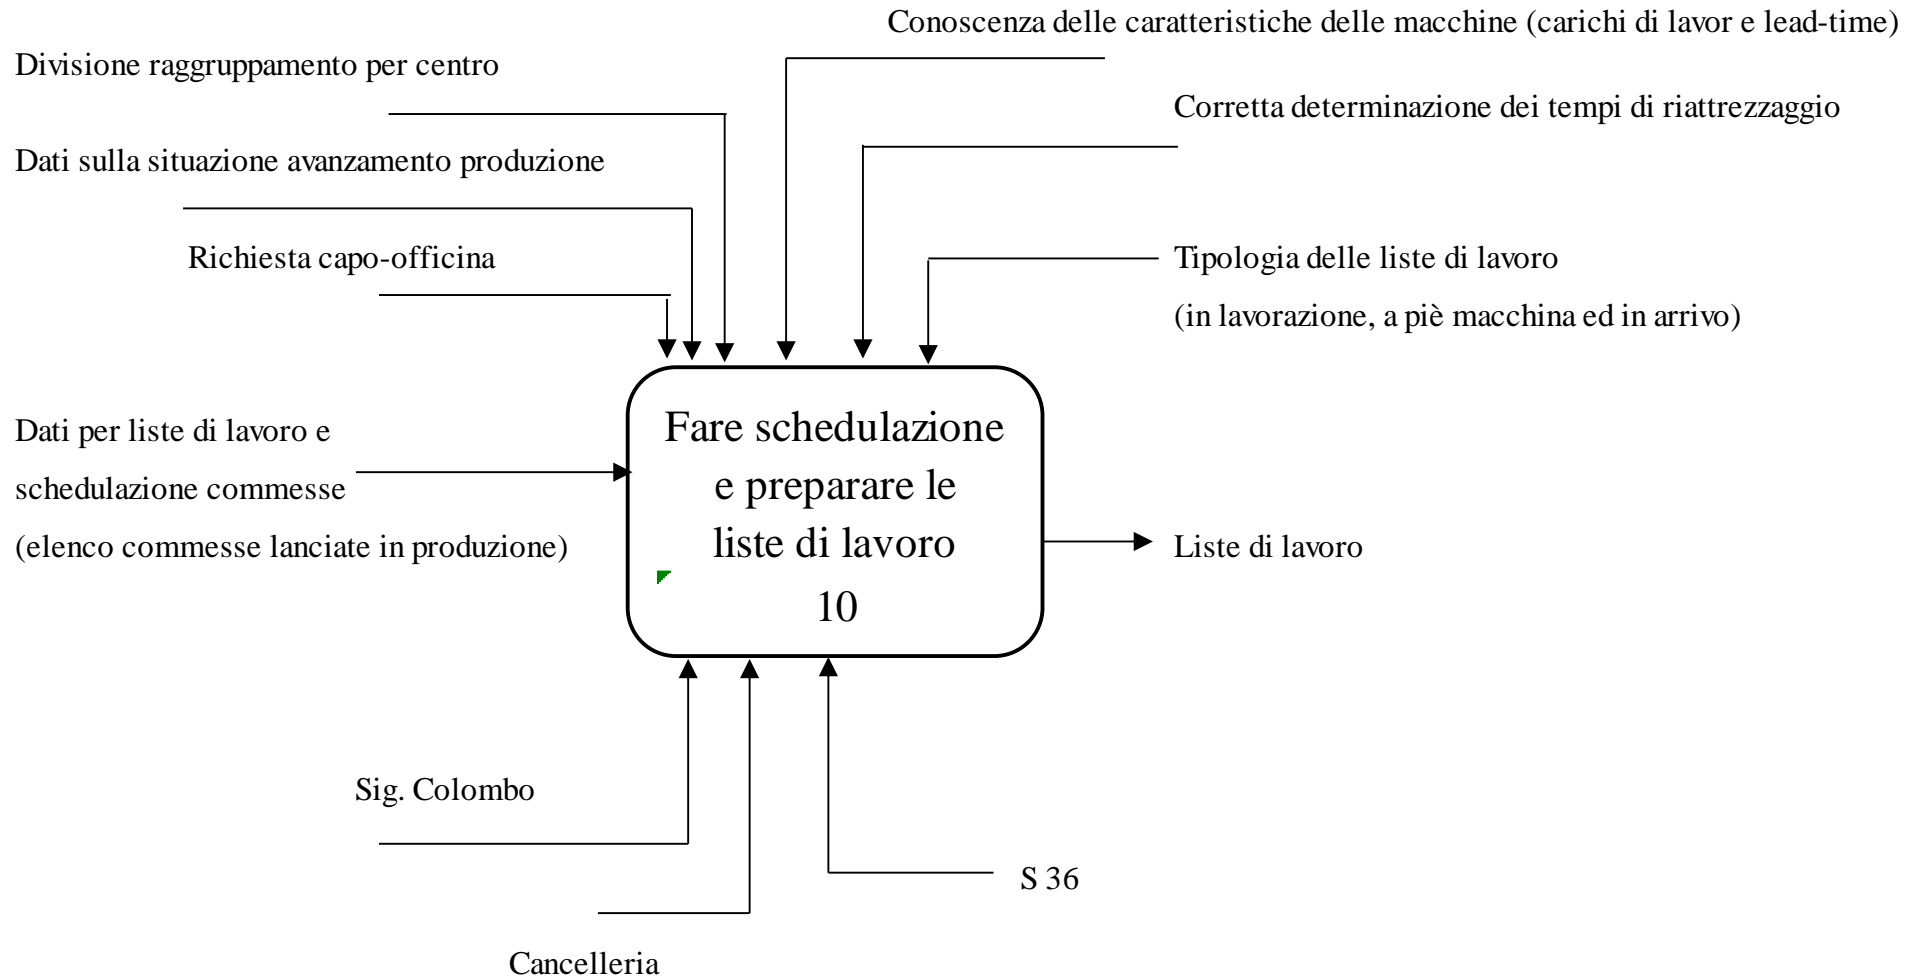 Conoscenza delle caratteristiche delle macchine (carichi di lavor e lead-time)
Divisione raggruppamento per centro
Corretta determinazione dei tempi di riattrezzaggio
Dati sulla situazione avanzamento produzione
Richiesta capo-officina
Tipologia delle liste di lavoro
(in lavorazione, a piè macchina ed in arrivo)
Dati per liste di lavoro e
schedulazione commesse
(elenco commesse lanciate in produzione)
Fare schedulazione
e preparare le
liste di lavoro
10
Liste di lavoro
Sig. Colombo
S 36
Cancelleria